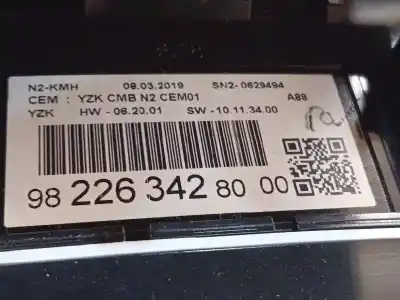 N2-KMH 08.03.2019 SN2-0629494
CEM : YZK CMB N2 CEM01 A88
YZK HW - 06.20.01 SW - 10.11.34.00
98 226 342 80 00